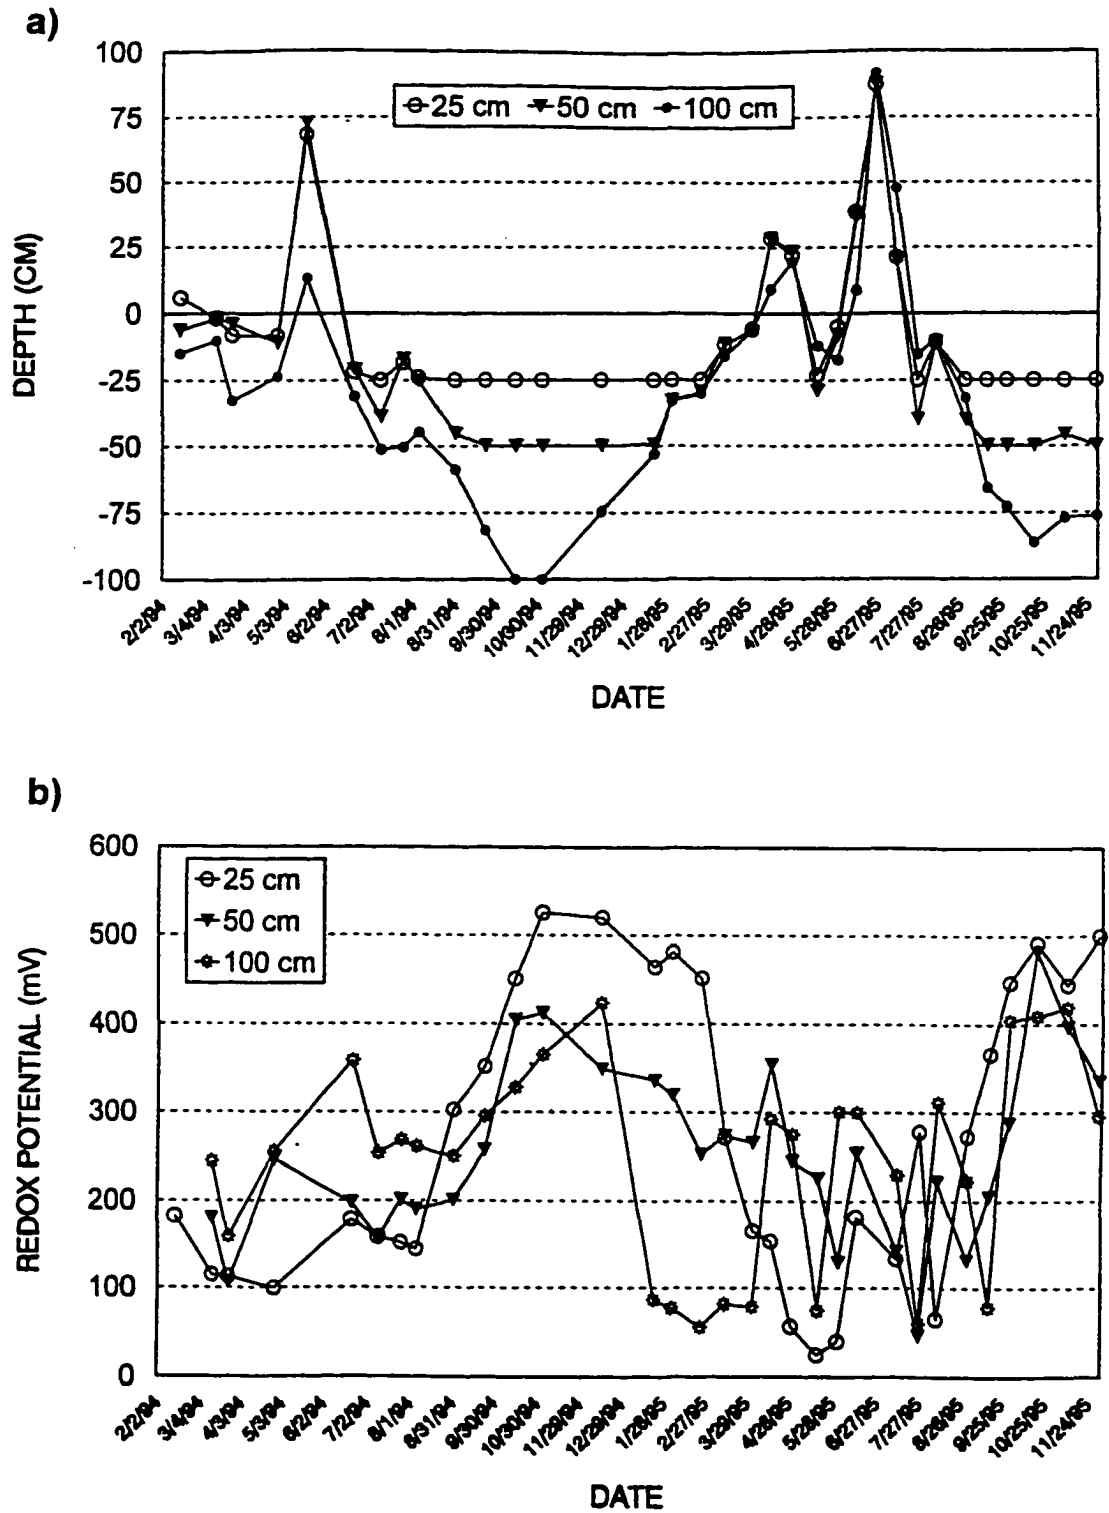 a)
100
75
50
25
0
-25
-50
-75
-100
DEPTH (CM)
25 cm 50 cm 100 cm
2/2/94 3/4/94 4/3/94 5/3/94 6/2/94 7/2/94 8/1/94 8/31/94 9/30/94 10/30/94 11/29/94 12/29/94 1/28/95 2/27/95 3/29/95 4/28/95 5/28/95 6/27/95 7/27/95 8/26/95 9/25/95 10/25/95 11/24/95
DATE
b)
600
500
400
300
200
100
0
REDOX POTENTIAL (mV)
25 cm
50 cm
100 cm
2/2/94 3/4/94 4/3/94 5/3/94 6/2/94 7/2/94 8/1/94 8/31/94 9/30/94 10/30/94 11/29/94 12/29/94 1/28/95 2/27/95 3/29/95 4/28/95 5/28/95 6/27/95 7/27/95 8/26/95 9/25/95 10/25/95 11/24/95
DATE